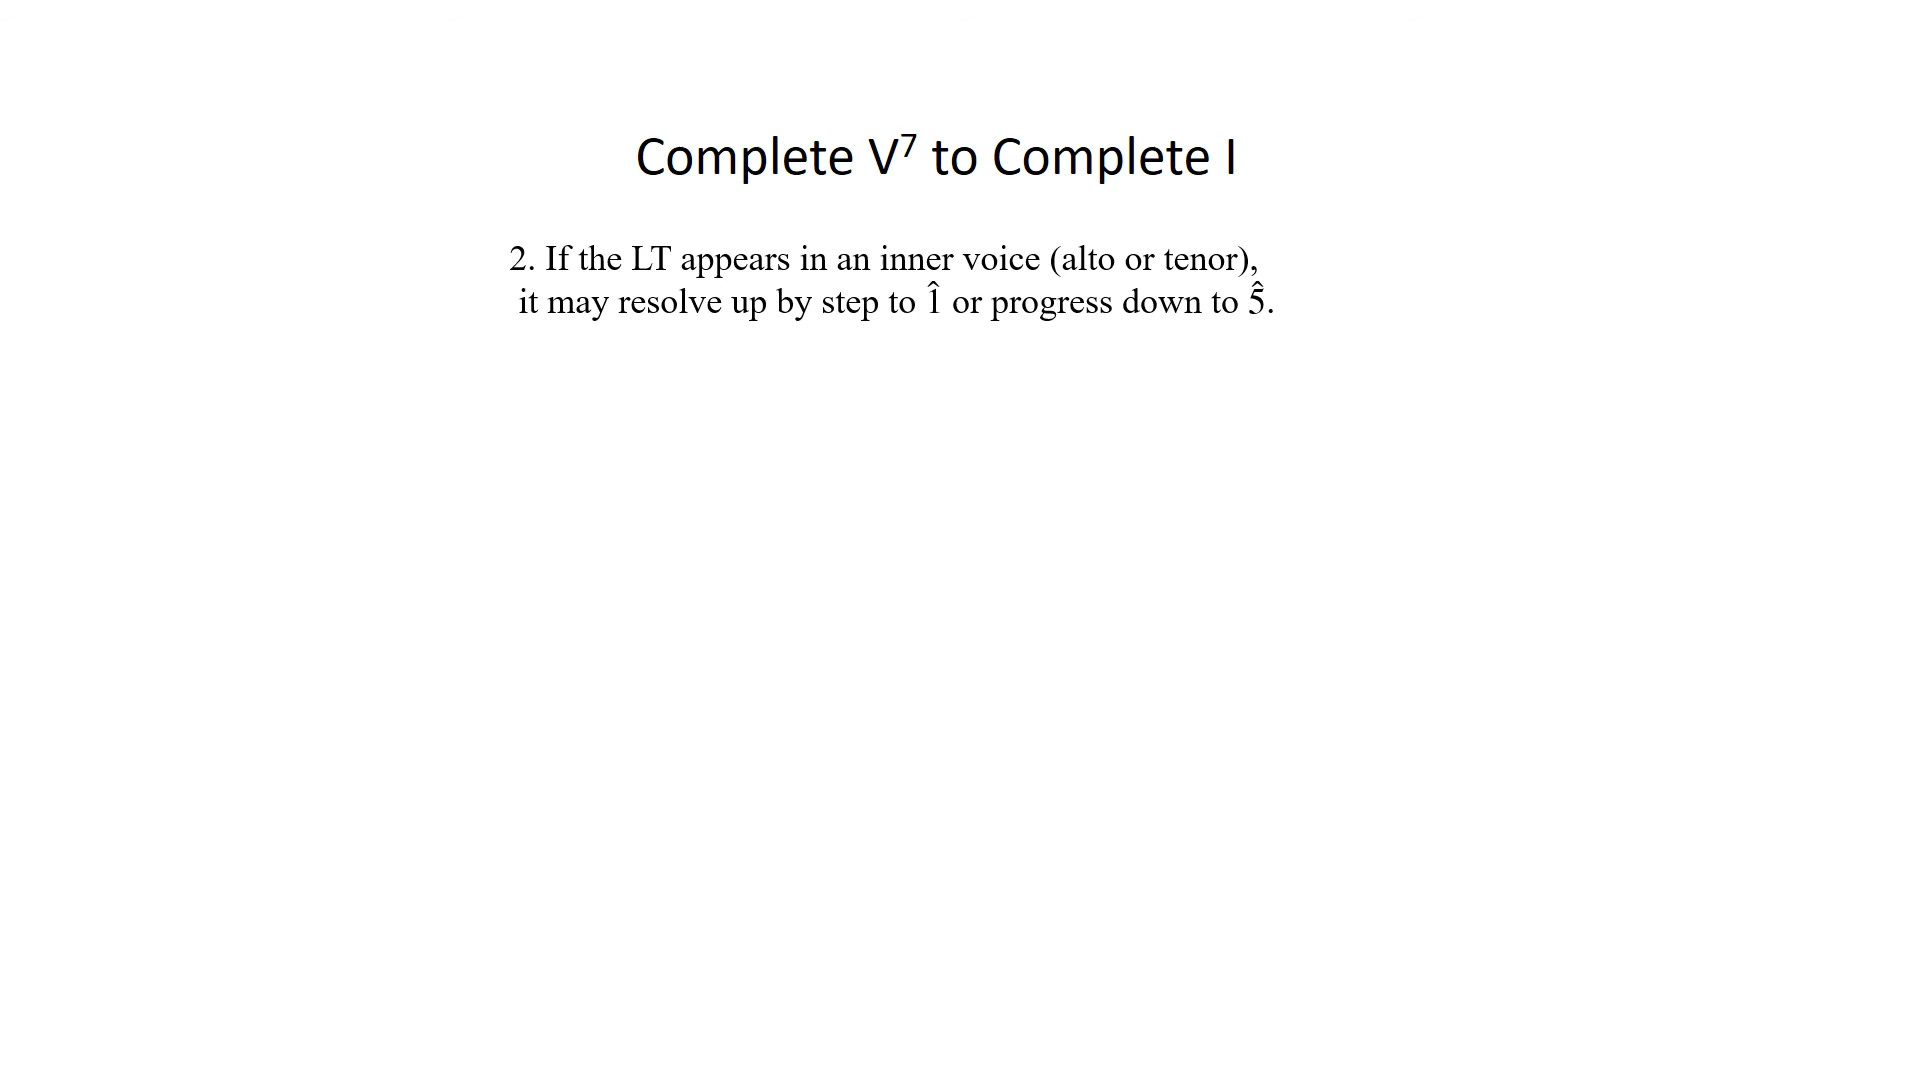 Complete V⁷ to Complete I
2. If the LT appears in an inner voice (alto or tenor),
it may resolve up by step to 1̂ or progress down to 5̂.